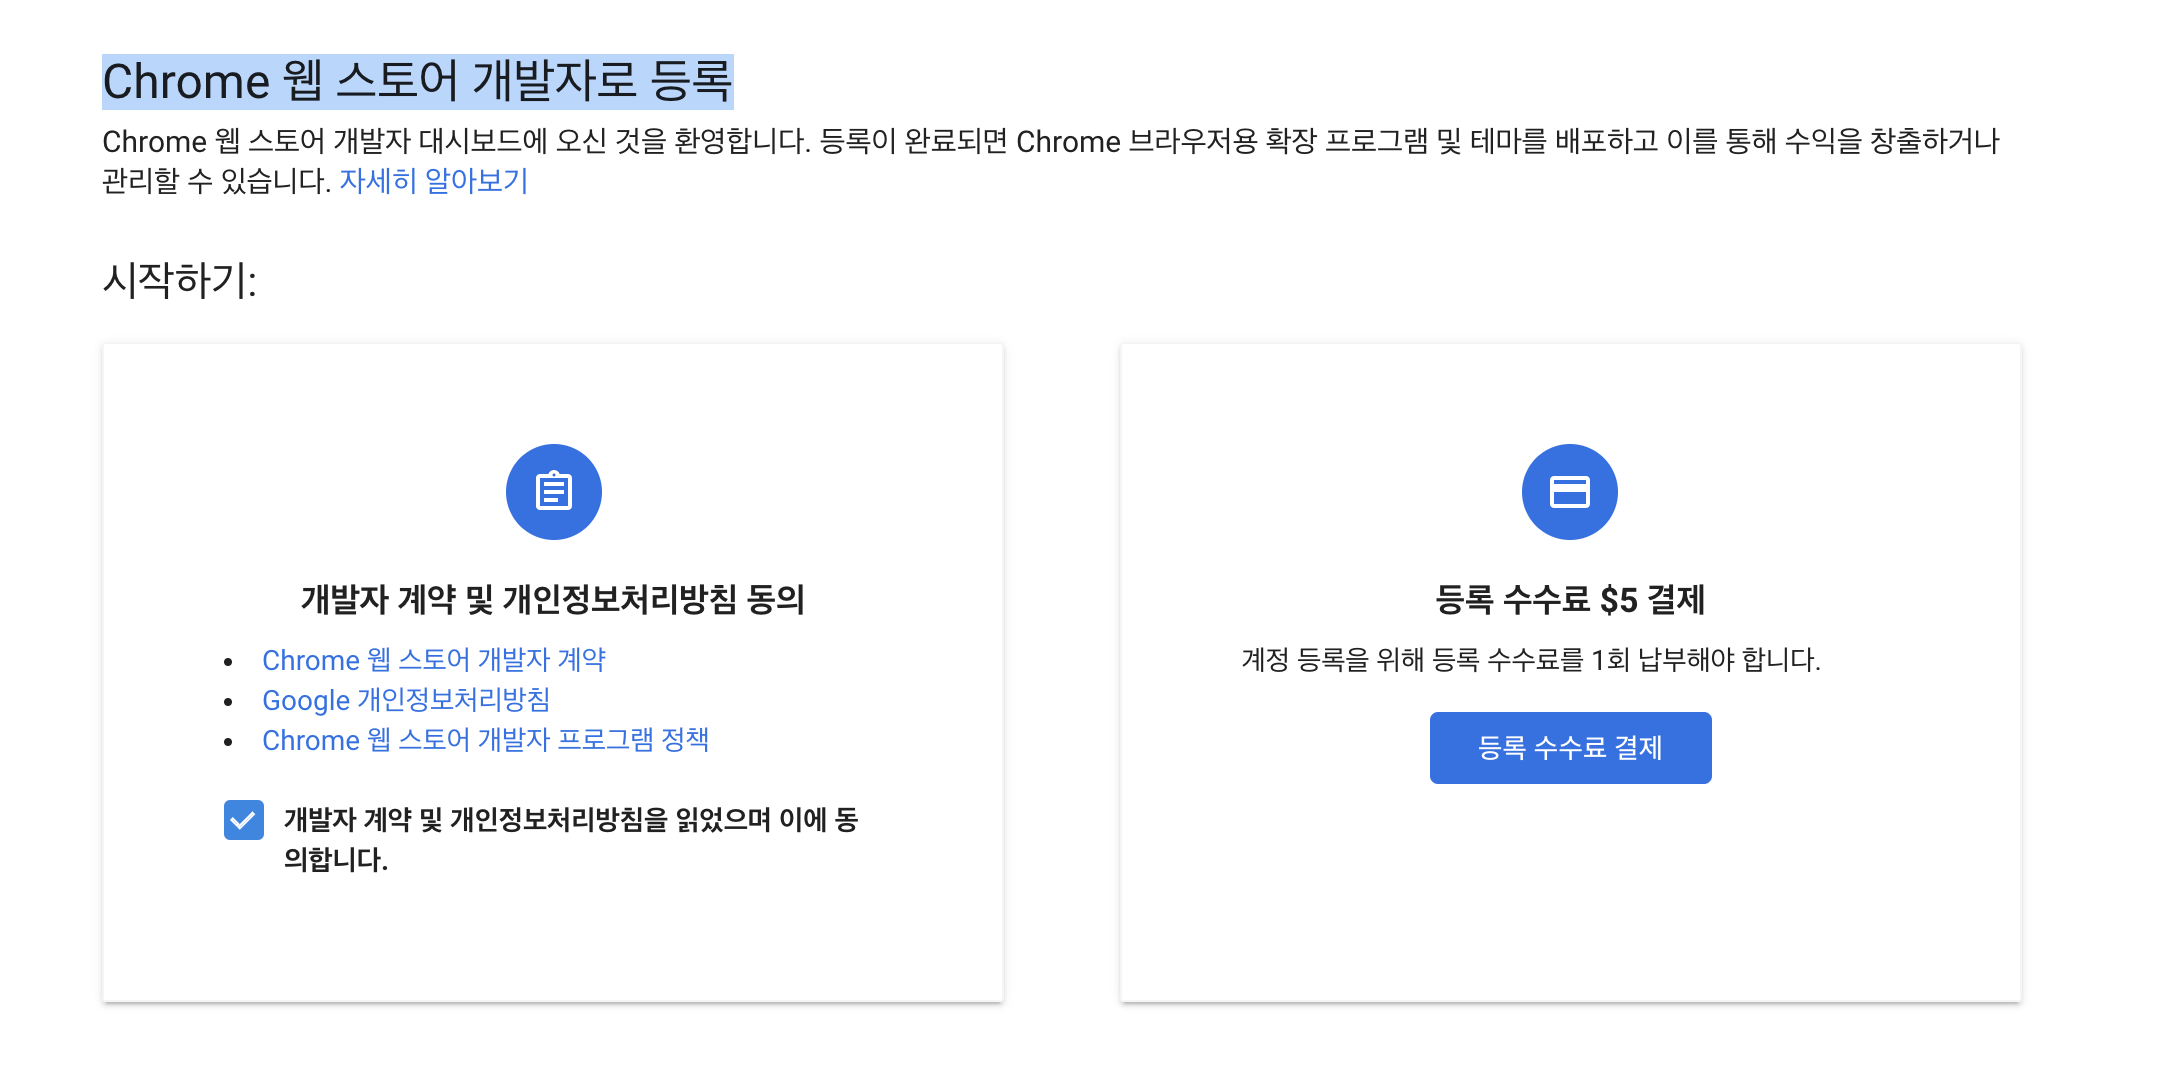 Chrome 웹 스토어 개발자로 등록
Chrome 웹 스토어 개발자 대시보드에 오신 것을 환영합니다. 등록이 완료되면 Chrome 브라우저용 확장 프로그램 및 테마를 배포하고 이를 통해 수익을 창출하거나
관리할 수 있습니다. 자세히 알아보기
시작하기:
개발자 계약 및 개인정보처리방침 동의
• Chrome 웹 스토어 개발자 계약
• Google 개인정보처리방침
• Chrome 웹 스토어 개발자 프로그램 정책
개발자 계약 및 개인정보처리방침을 읽었으며 이에 동
의합니다.
등록 수수료 $5 결제
계정 등록을 위해 등록 수수료를 1회 납부해야 합니다.
등록 수수료 결제